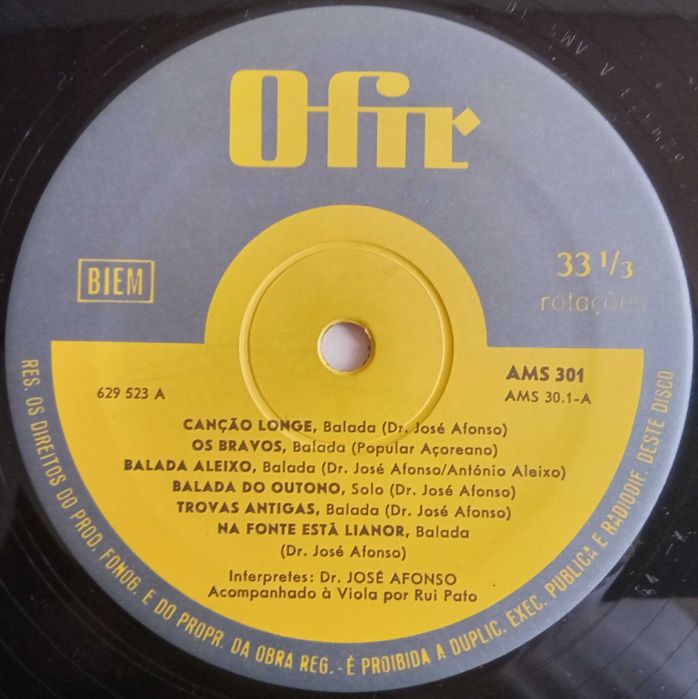 Ofir
BIEM
33 1/3
rotações
629 523 A
AMS 301
AMS 30.1-A
CANÇÃO LONGE, Balada (Dr. José Afonso)
OS BRAVOS, Balada (Popular Açoreano)
BALADA ALEIXO, Balada (Dr. José Afonso/António Aleixo)
BALADA DO OUTONO, Solo (Dr. José Afonso)
TROVAS ANTIGAS, Balada (Dr. José Afonso)
NA FONTE ESTÃ LIANOR, Balada
(Dr. José Afonso)
Interpretes: Dr. JOSÉ AFONSO
Acompanhado à Viola por Rui Pato
RES. OS DIREITOS DO PROD. FONOG. E DO PROPR. DA OBRA REG. - É PROIBIDA A DUPLIC. EXEC. PUBLICA E RADIODIF. DESTE DISCO